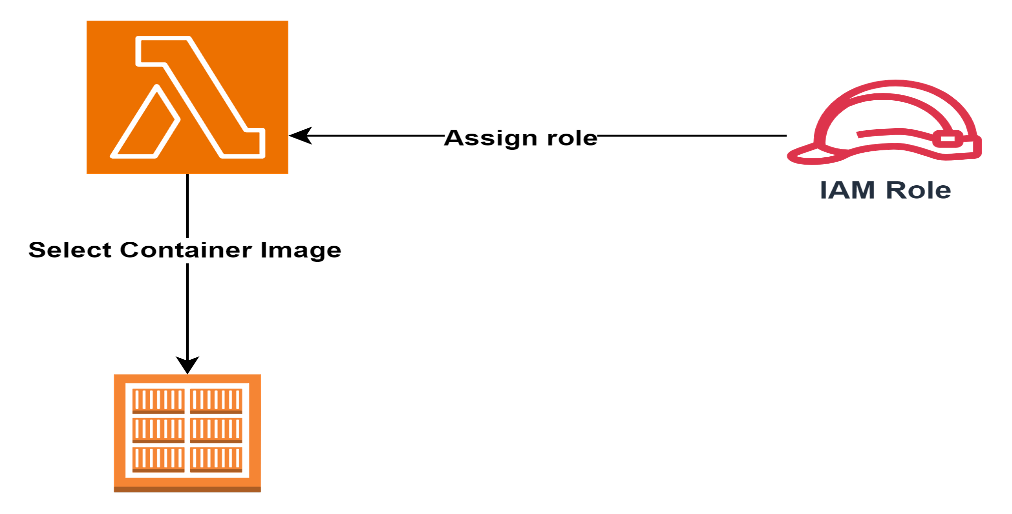 Assign role
IAM Role
Select Container Image